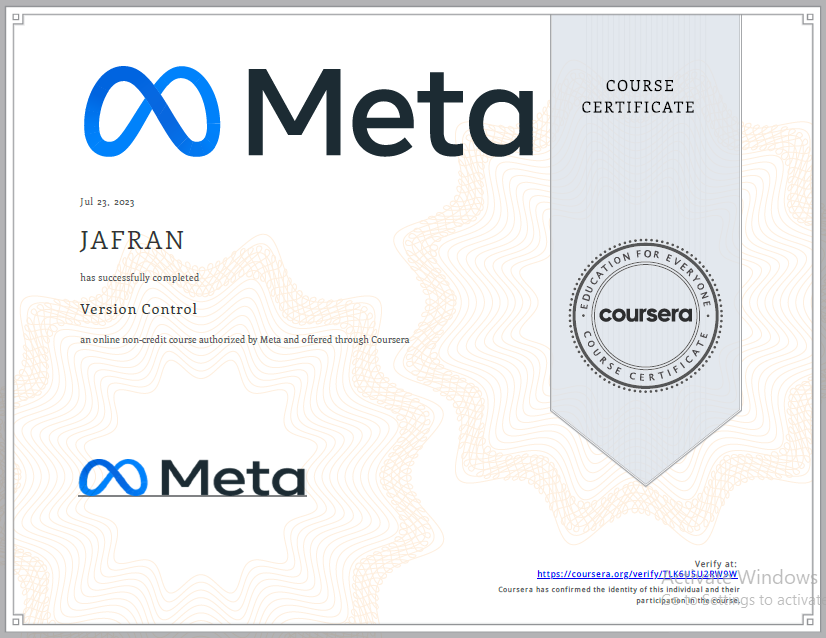 Meta
COURSE
CERTIFICATE
Jul 23, 2023
JAFRAN
has successfully completed
Version Control
an online non-credit course authorized by Meta and offered through Coursera
EDUCATION FOR EVERYONE
coursera
COURSE CERTIFICATE
Meta
Verify at:
https://coursera.org/verify/TLK6USU2RW9W
Coursera has confirmed the identity of this individual and their
participation in the course.
Activate Windows
Go to Settings to activat